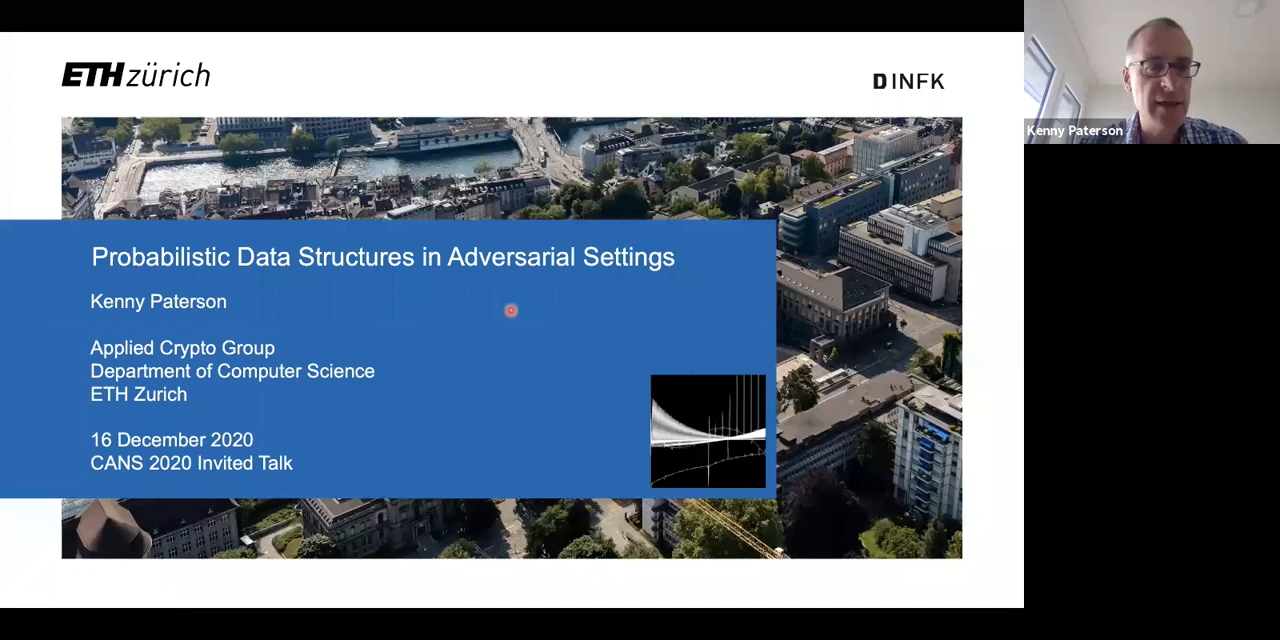 ETH zürich
D INFK
Kenny Paterson
Probabilistic Data Structures in Adversarial Settings
Kenny Paterson
Applied Crypto Group
Department of Computer Science
ETH Zurich
16 December 2020
CANS 2020 Invited Talk